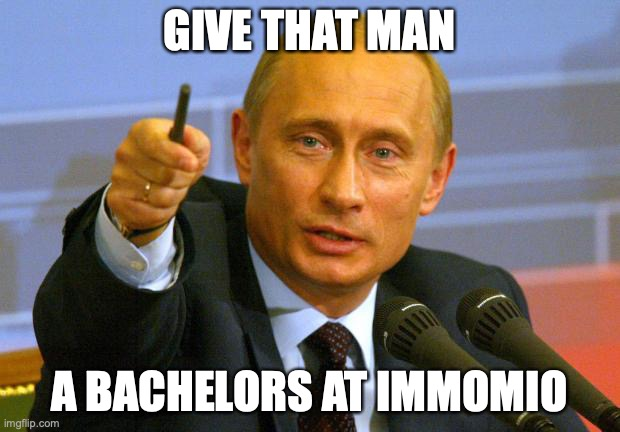 GIVE THAT MAN
A BACHELORS AT IMMOMIO
imgflip.com